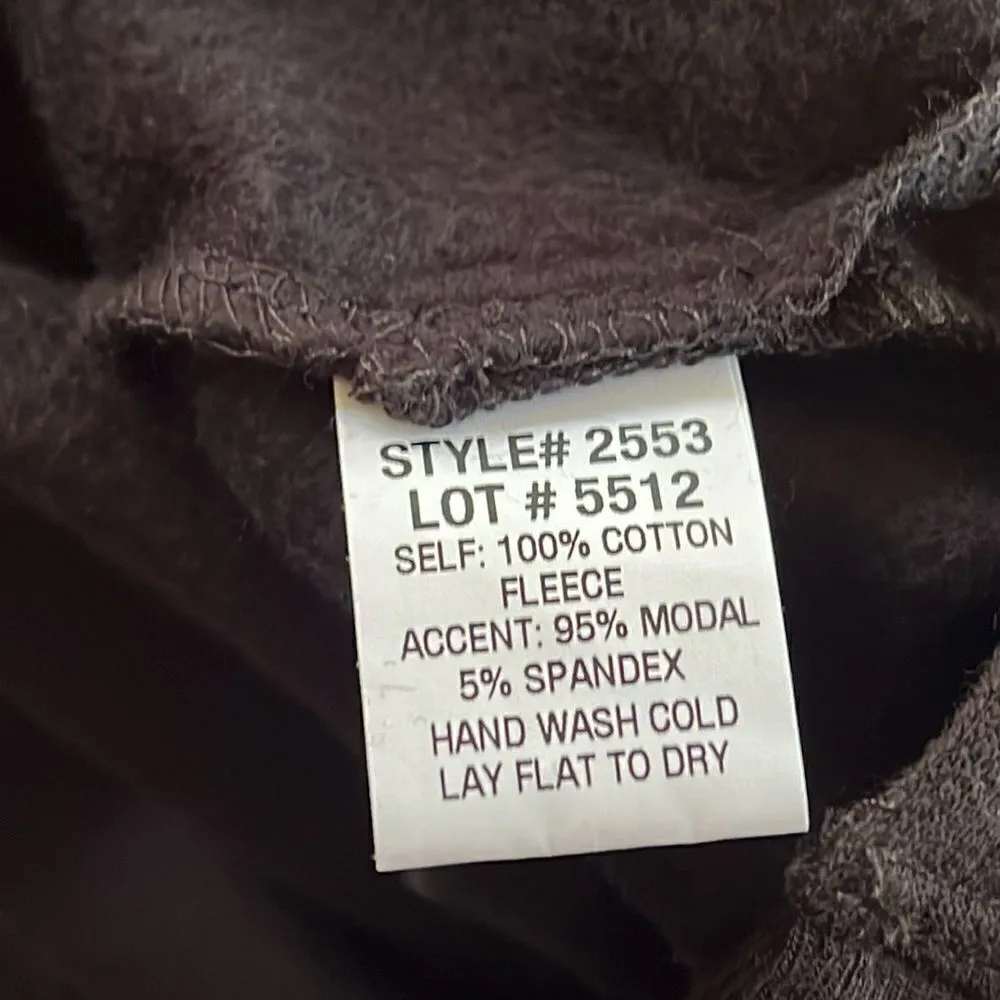 STYLE# 2553
LOT # 5512
SELF: 100% COTTON
FLEECE
ACCENT: 95% MODAL
5% SPANDEX
HAND WASH COLD
LAY FLAT TO DRY